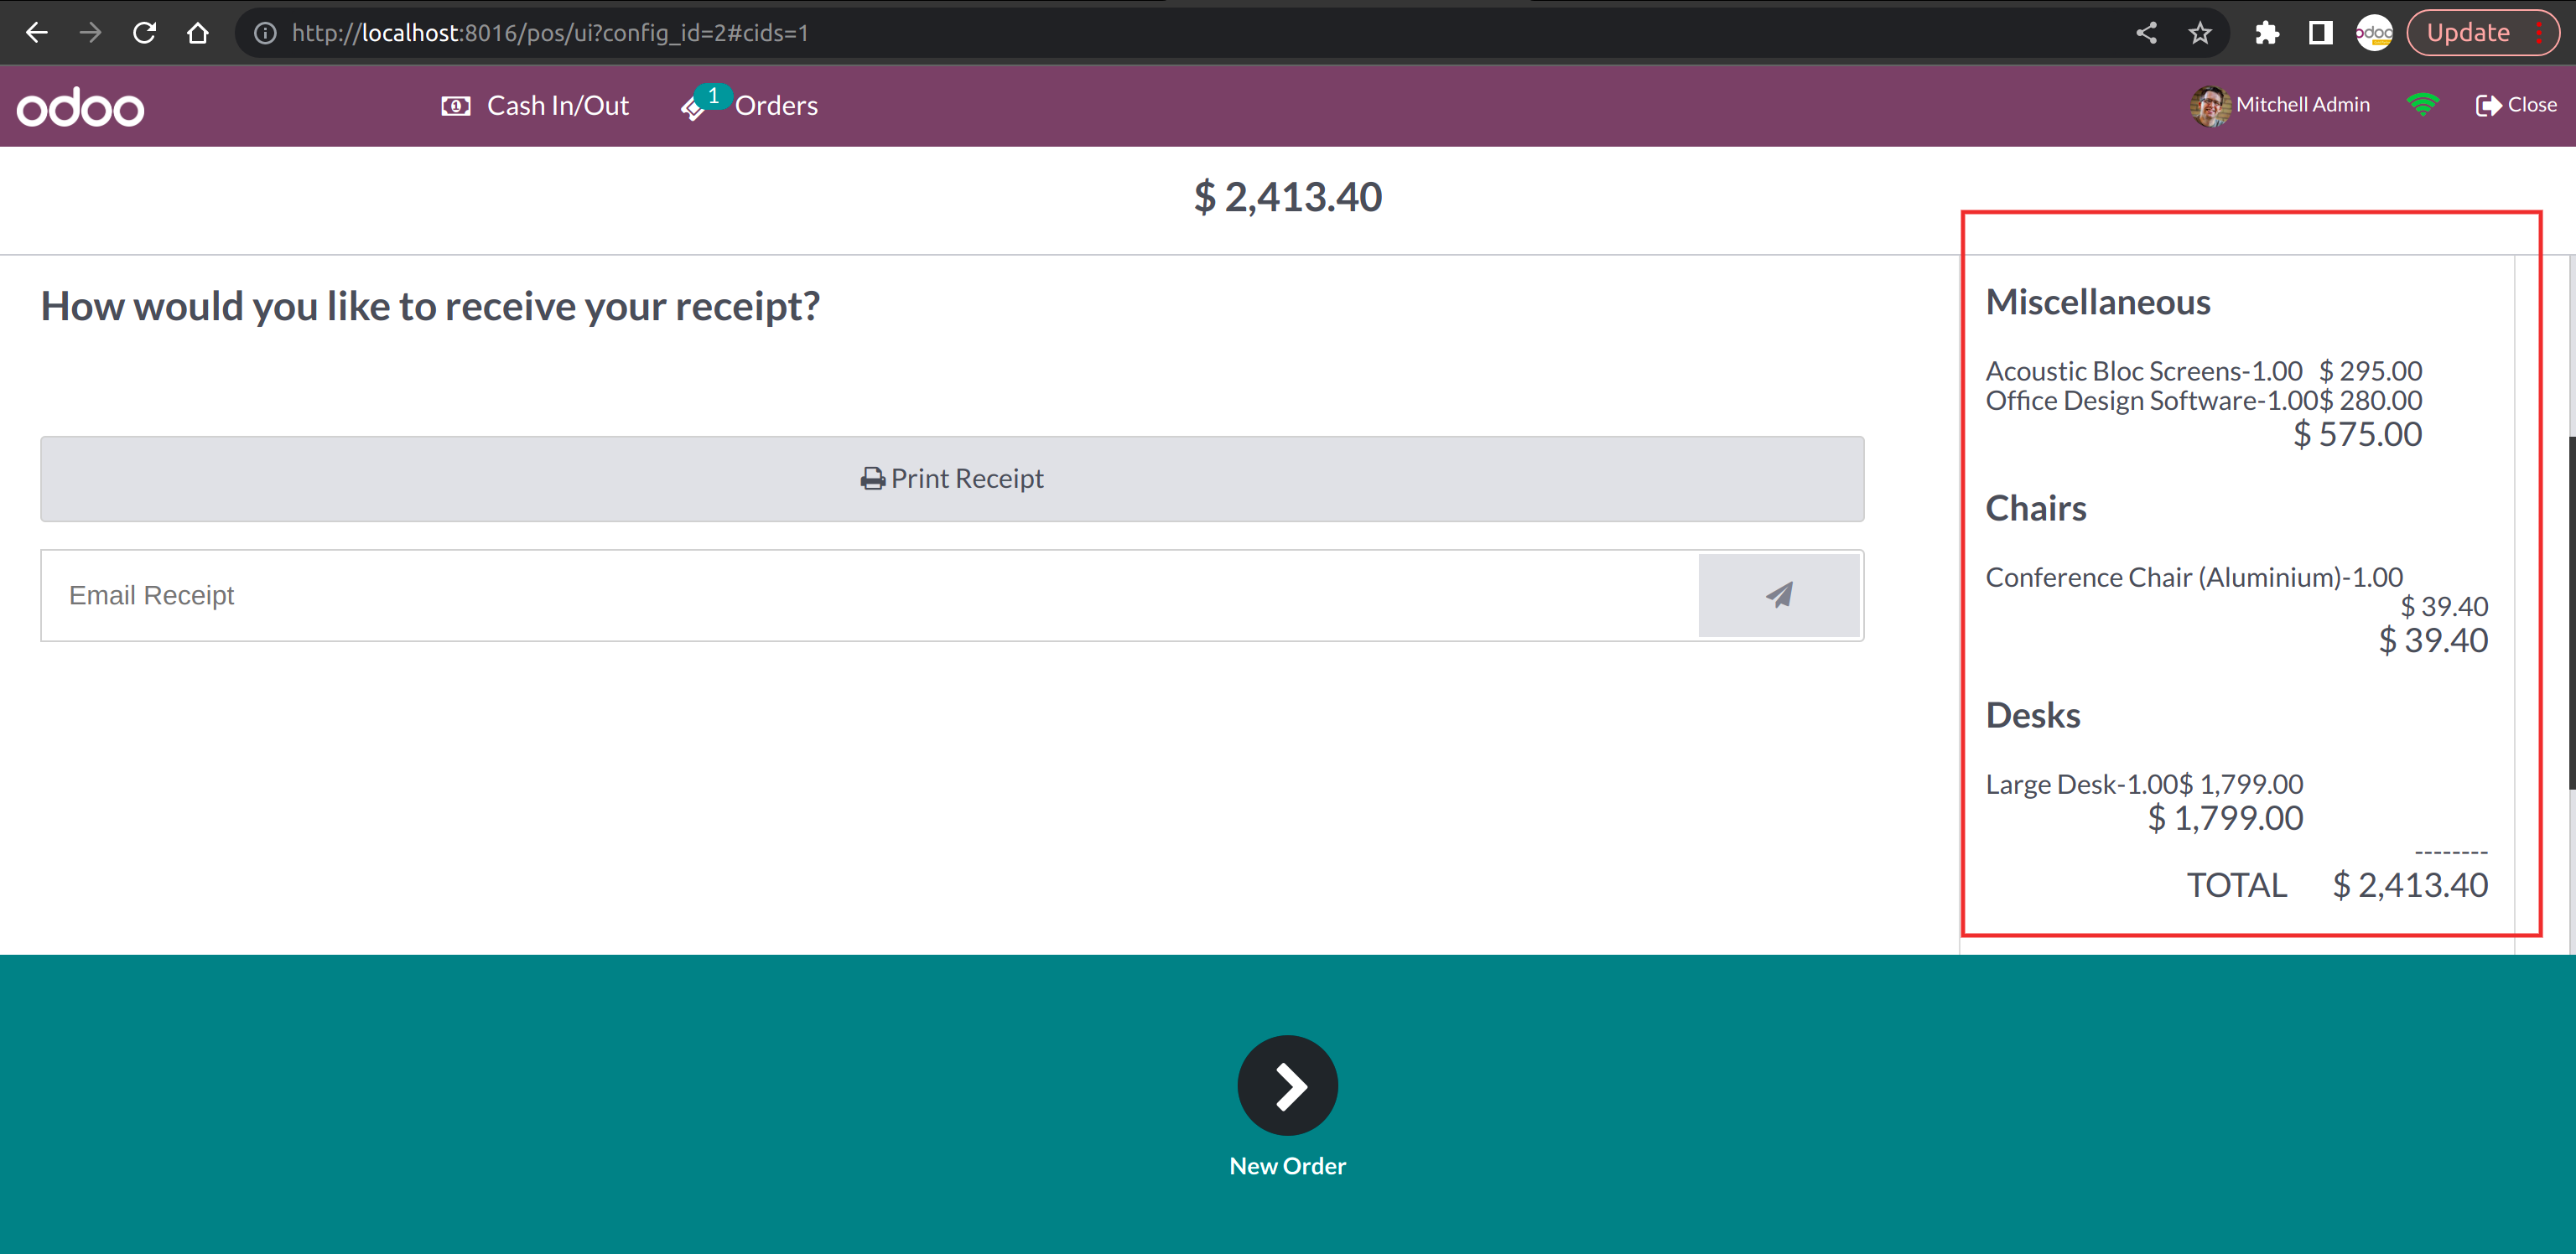 http://localhost:8016/pos/ui?config_id=2#cids=1
odoo
Update
odoo
Cash In/Out
1
Orders
Mitchell Admin
Close
$ 2,413.40
How would you like to receive your receipt?
Print Receipt
Email Receipt
Miscellaneous
Acoustic Bloc Screens-1.00 $ 295.00
Office Design Software-1.00$ 280.00
$ 575.00
Chairs
Conference Chair (Aluminium)-1.00
$ 39.40
$ 39.40
Desks
Large Desk-1.00$ 1,799.00
$ 1,799.00
--------
TOTAL $ 2,413.40
New Order